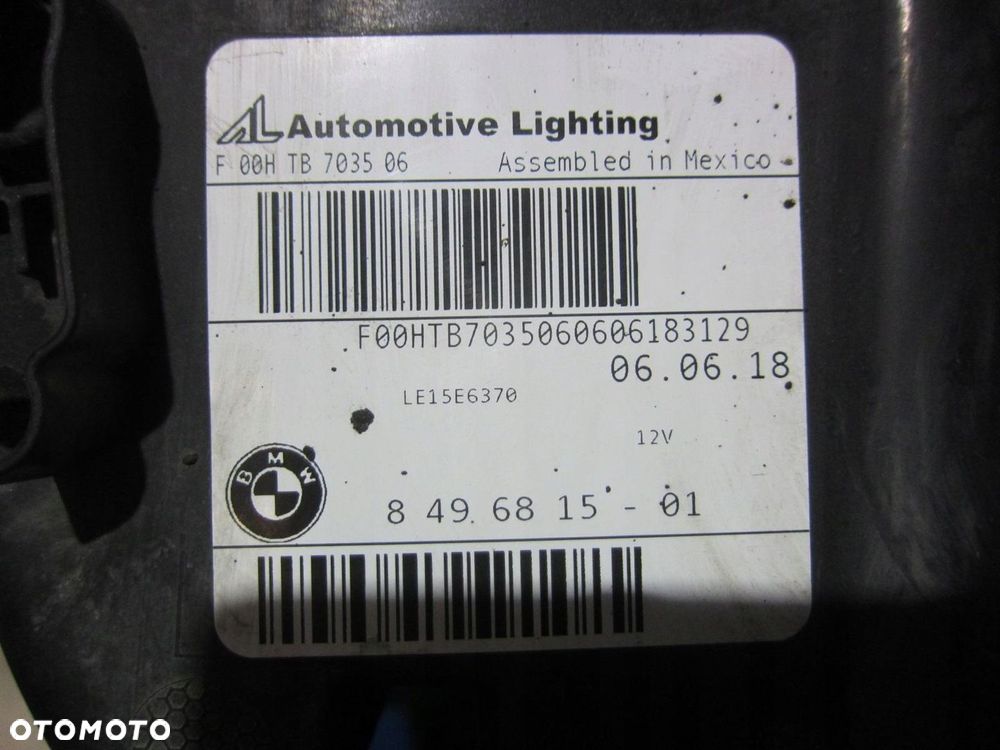 AL Automotive Lighting
F 00H TB 7035 06 Assembled in Mexico
F00HTB7035060606183129
06.06.18
LE15E6370
12V
BMW
8 49.68 15 - 01
OTOMOTO